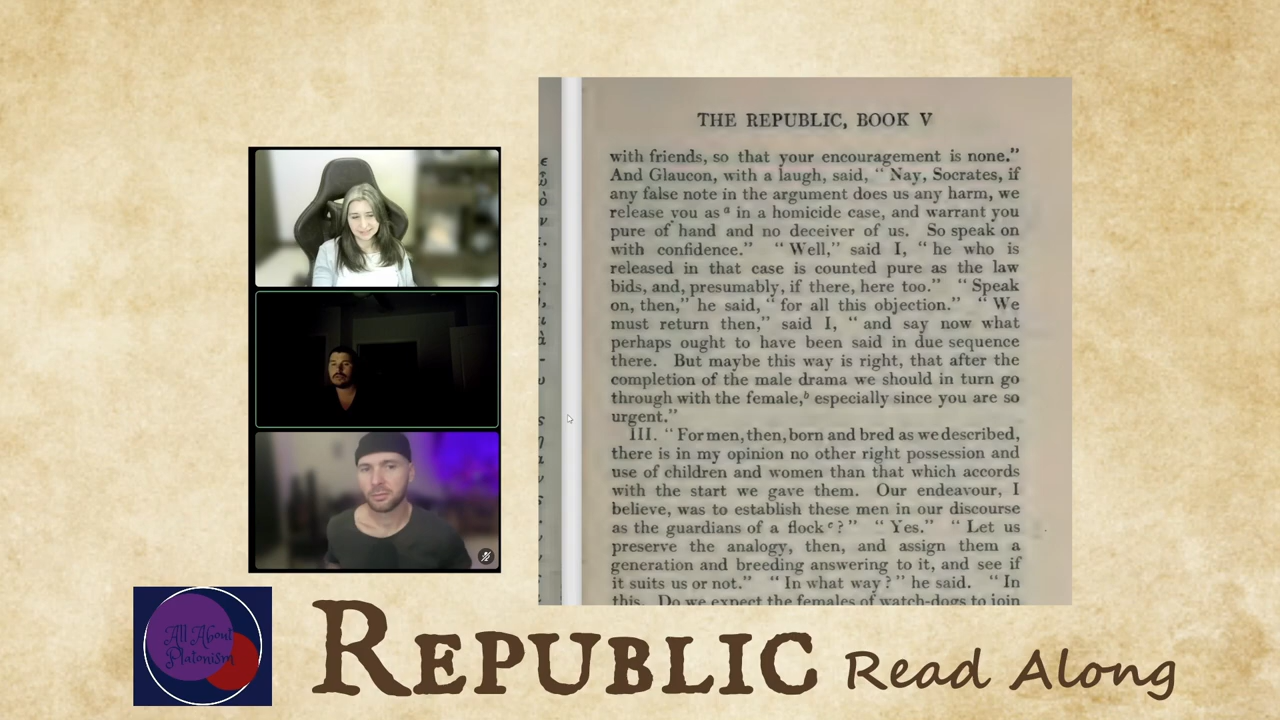 THE REPUBLIC, BOOK V
with friends, so that your encouragement is none.”
And Glaucon, with a laugh, said, “ Nay, Socrates, if
any false note in the argument does us any harm, we
release you as a in a homicide case, and warrant you
pure of hand and no deceiver of us. So speak on
with confidence.” “ Well,” said I, “ he who is
released in that case is counted pure as the law
bids, and, presumably, if there, here too.” “ Speak
on, then,” he said, “ for all this objection.” “ We
must return then,” said I, “ and say now what
perhaps ought to have been said in due sequence
there. But maybe this way is right, that after the
completion of the male drama we should in turn go
through with the female,b especially since you are so
urgent.”
III. “ For men, then, born and bred as we described,
there is in my opinion no other right possession and
use of children and women than that which accords
with the start we gave them. Our endeavour, I
believe, was to establish these men in our discourse
as the guardians of a flock c ? ” “ Yes.” “ Let us
preserve the analogy, then, and assign them a
generation and breeding answering to it, and see if
it suits us or not.” “ In what way ? ” he said. “ In
this. Do we expect the females of watch-dogs to join
All About
Platonism
REPUBLIC Read Along